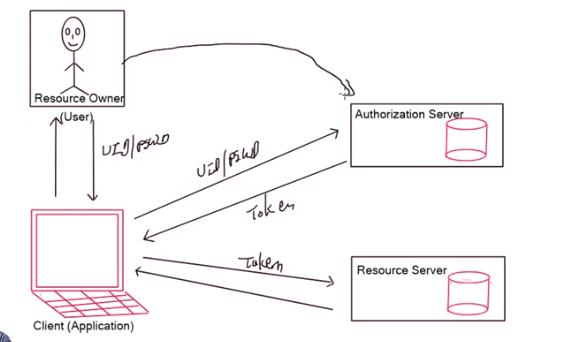 Resource Owner
(User)
UID/PSWD
Authorization Server
UID/PSWD
Token
Token
Resource Server
Client (Application)